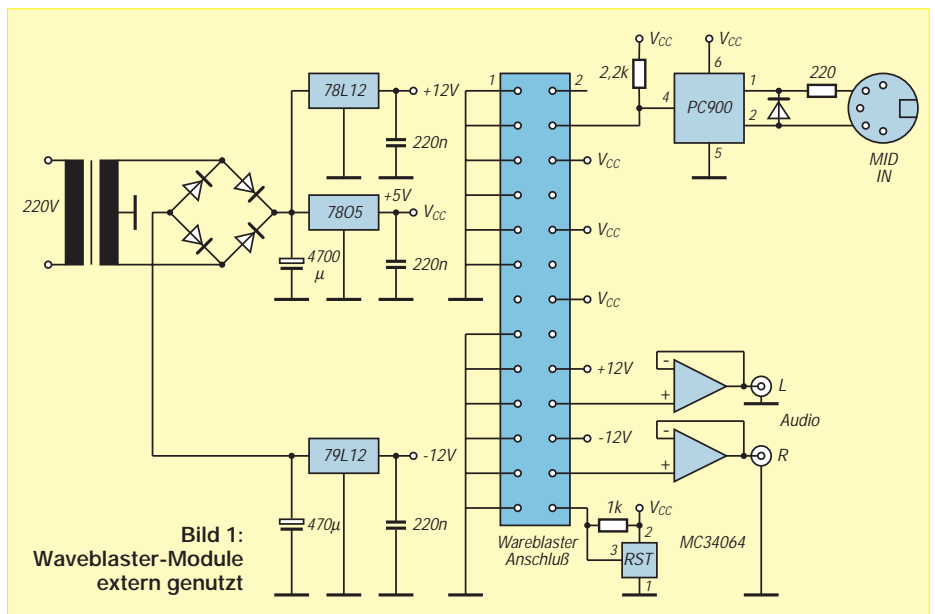 220V
78L12
+12V
220n
7805
+5V
VCC
4700
µ
220n
79L12
-12V
470µ
220n
Bild 1:
Waveblaster-Module
extern genutzt
1
2
VCC
VCC
VCC
+12V
-12V
Wareblaster
Anschluß
VCC
2,2k
4
VCC
6
PC900
5
1
2
220
MID
IN
-
+
L
Audio
-
+
R
1k
VCC
2
3
RST
1
MC34064